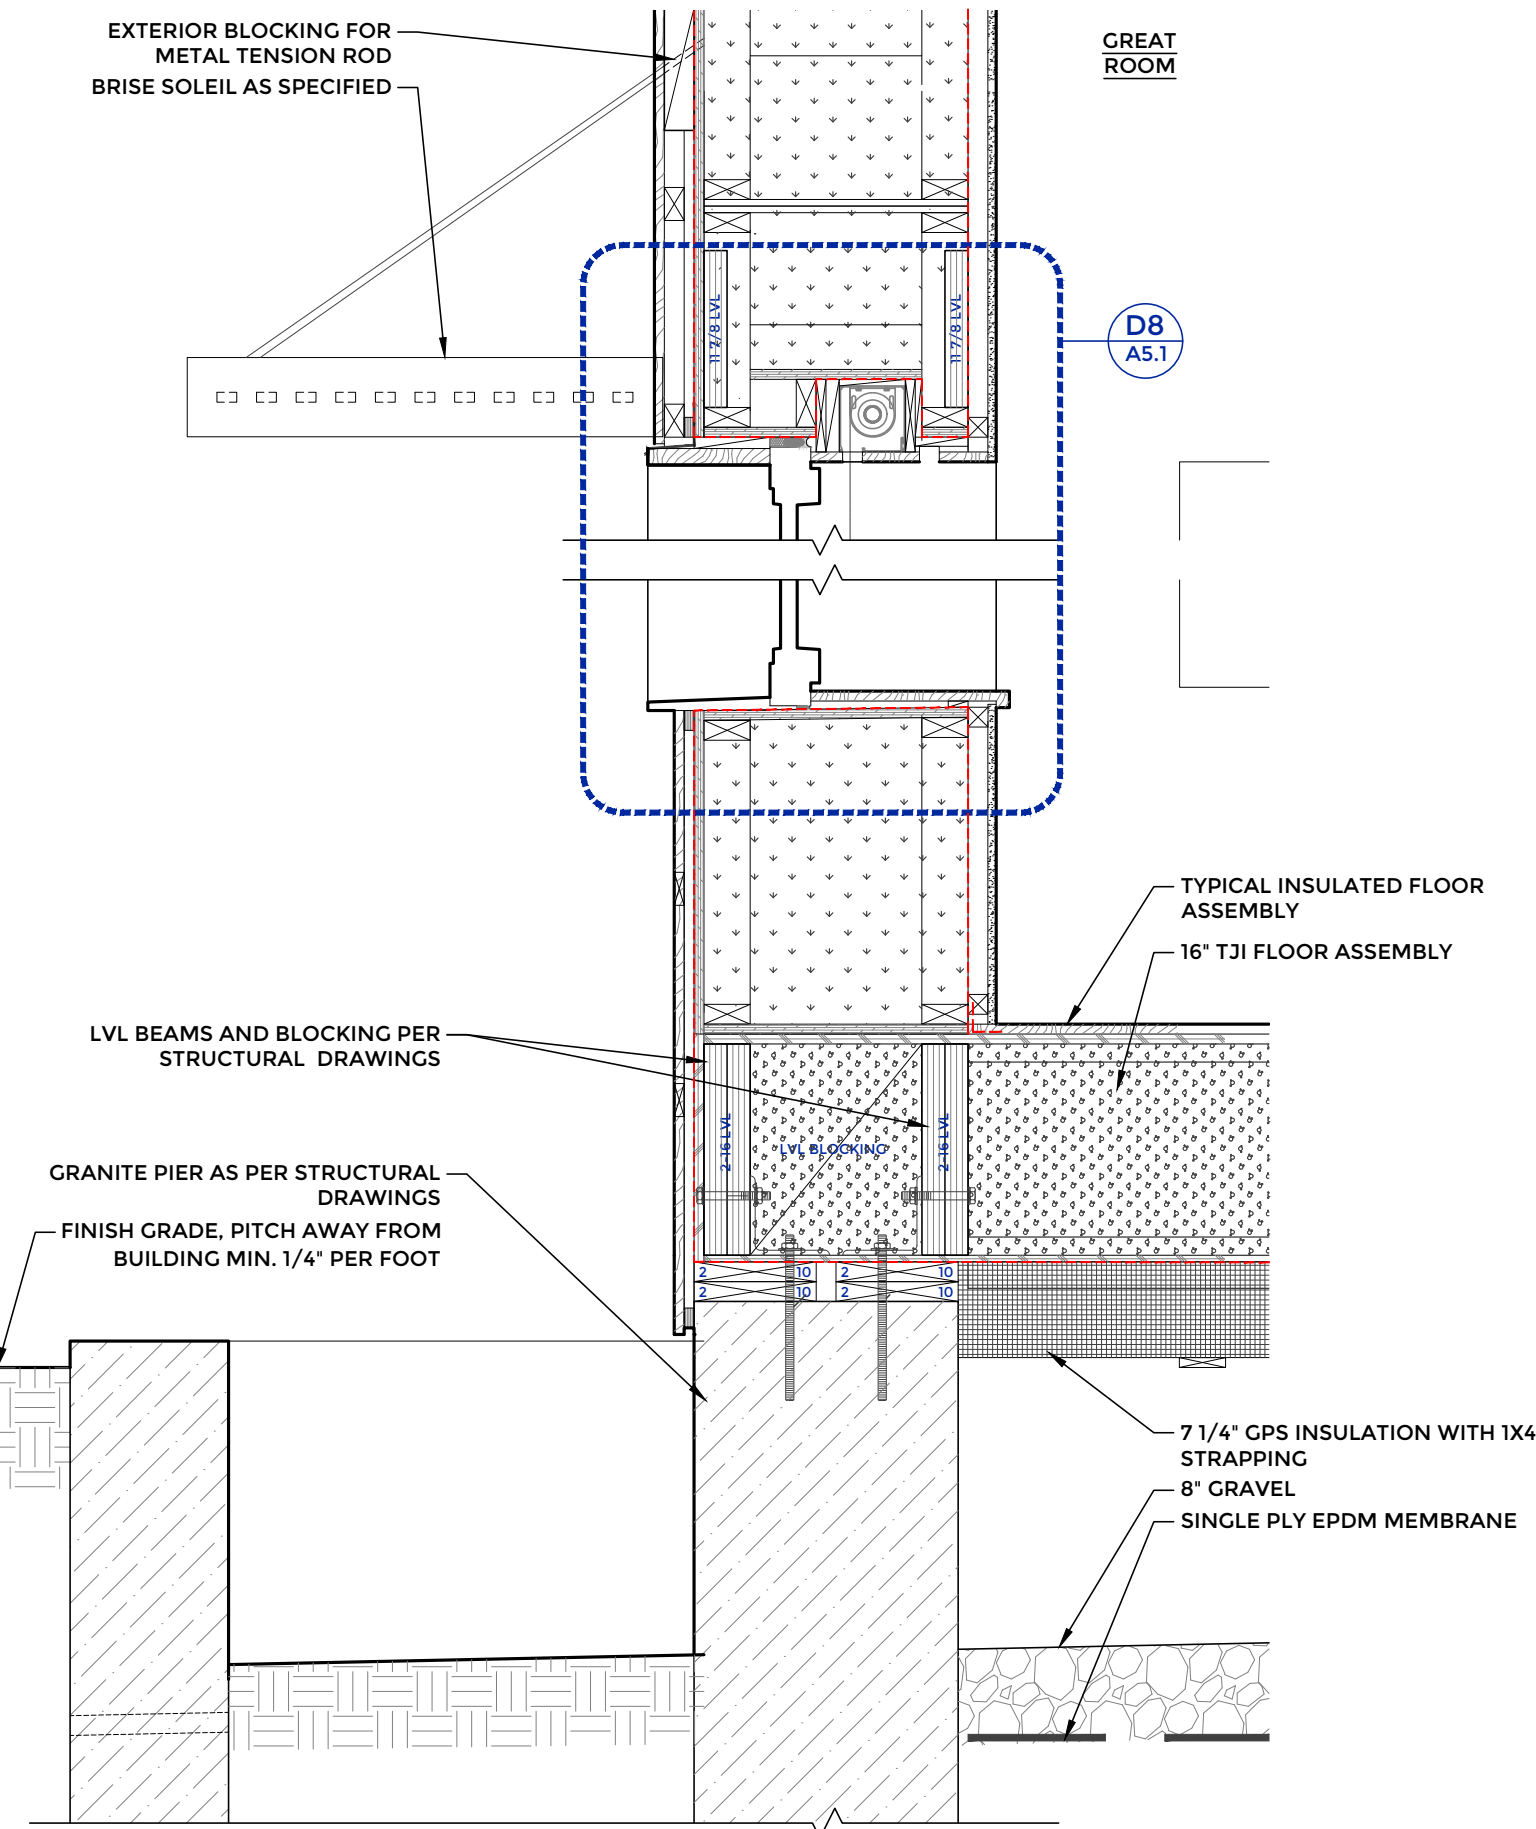 EXTERIOR BLOCKING FOR
METAL TENSION ROD
BRISE SOLEIL AS SPECIFIED
GREAT
ROOM
11 7/8 LVL
11 7/8 LVL
D8
A5.1
TYPICAL INSULATED FLOOR
ASSEMBLY
16" TJI FLOOR ASSEMBLY
LVL BEAMS AND BLOCKING PER
STRUCTURAL DRAWINGS
2-16 LVL
LVL BLOCKING
2-16 LVL
GRANITE PIER AS PER STRUCTURAL
DRAWINGS
FINISH GRADE, PITCH AWAY FROM
BUILDING MIN. 1/4" PER FOOT
2 10 2 10
2 10 2 10
7 1/4" GPS INSULATION WITH 1X4
STRAPPING
8" GRAVEL
SINGLE PLY EPDM MEMBRANE